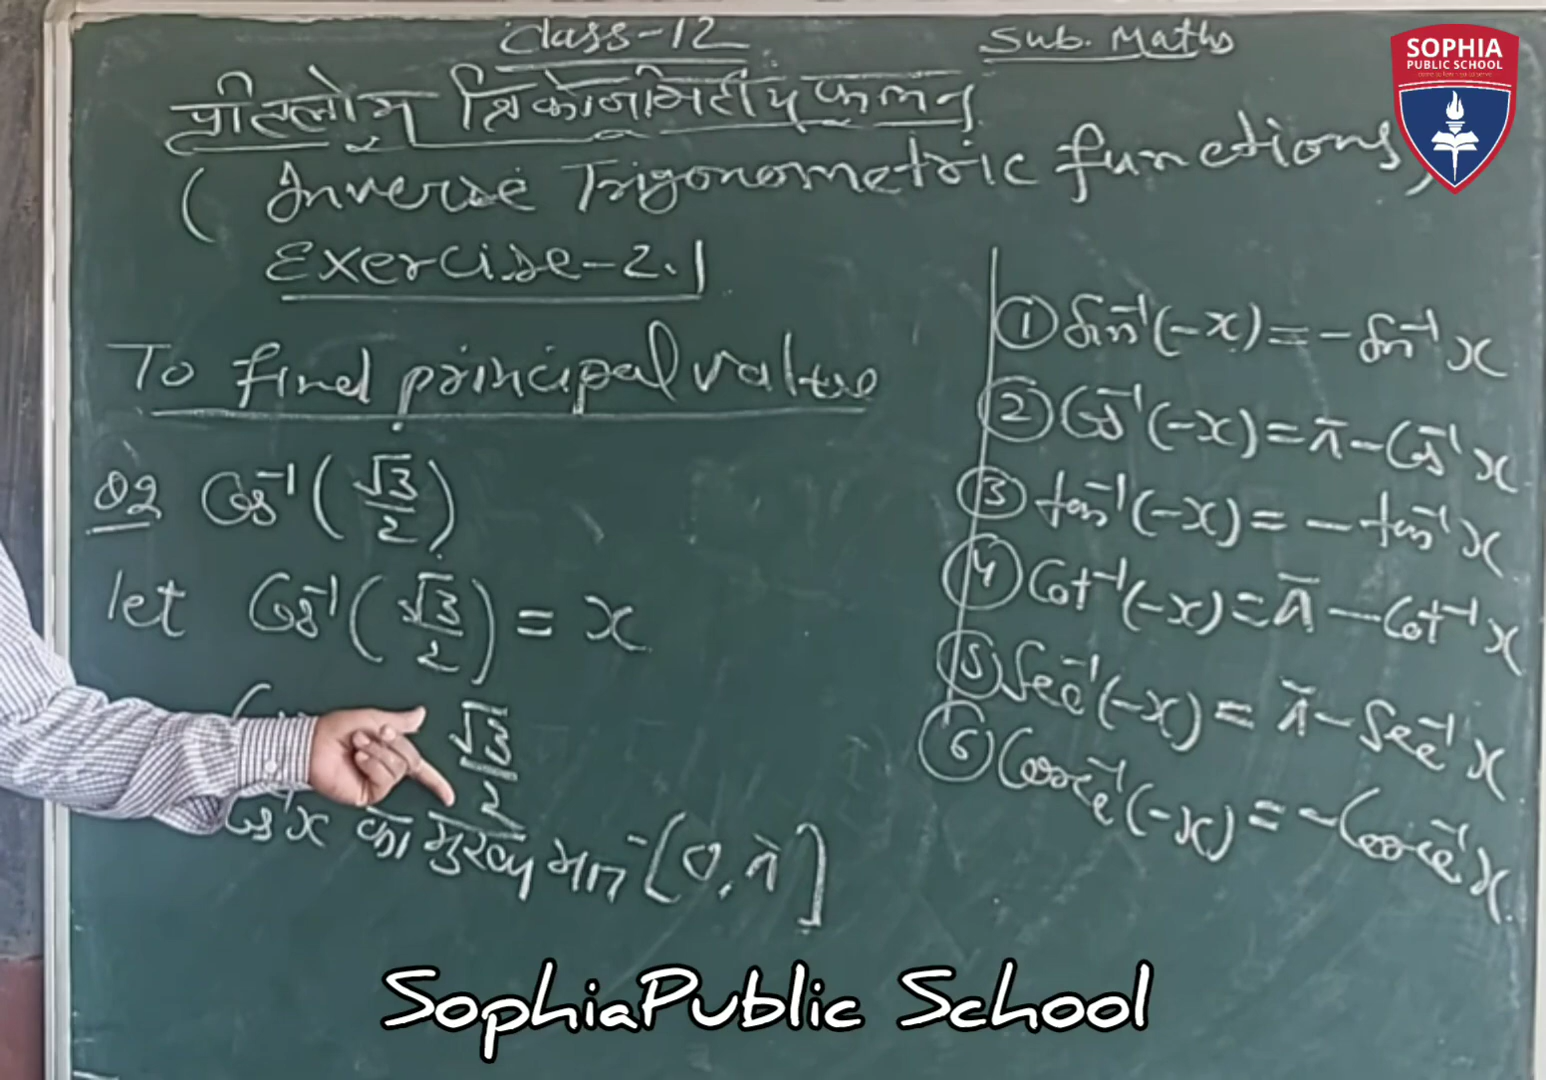 Class-12
Sub. Maths
प्रतिलोम त्रिकोणमितीय फलन
( Inverse Trigonometric functions)
Exercise-2.1
To find principal value
Q2 Cos⁻¹(√3/2)
let Cos⁻¹(√3/2) = x
√3/2
Cos⁻¹x का मुख्य मान - [0, π]
① Sin⁻¹(-x) = - Sin⁻¹x
② Cos⁻¹(-x) = π - Cos⁻¹x
③ tan⁻¹(-x) = - tan⁻¹x
④ Cot⁻¹(-x) = π - Cot⁻¹x
⑤ Sec⁻¹(-x) = π - Sec⁻¹x
⑥ Cosec⁻¹(-x) = - Cosec⁻¹x
SOPHIA
PUBLIC SCHOOL
SophiaPublic School